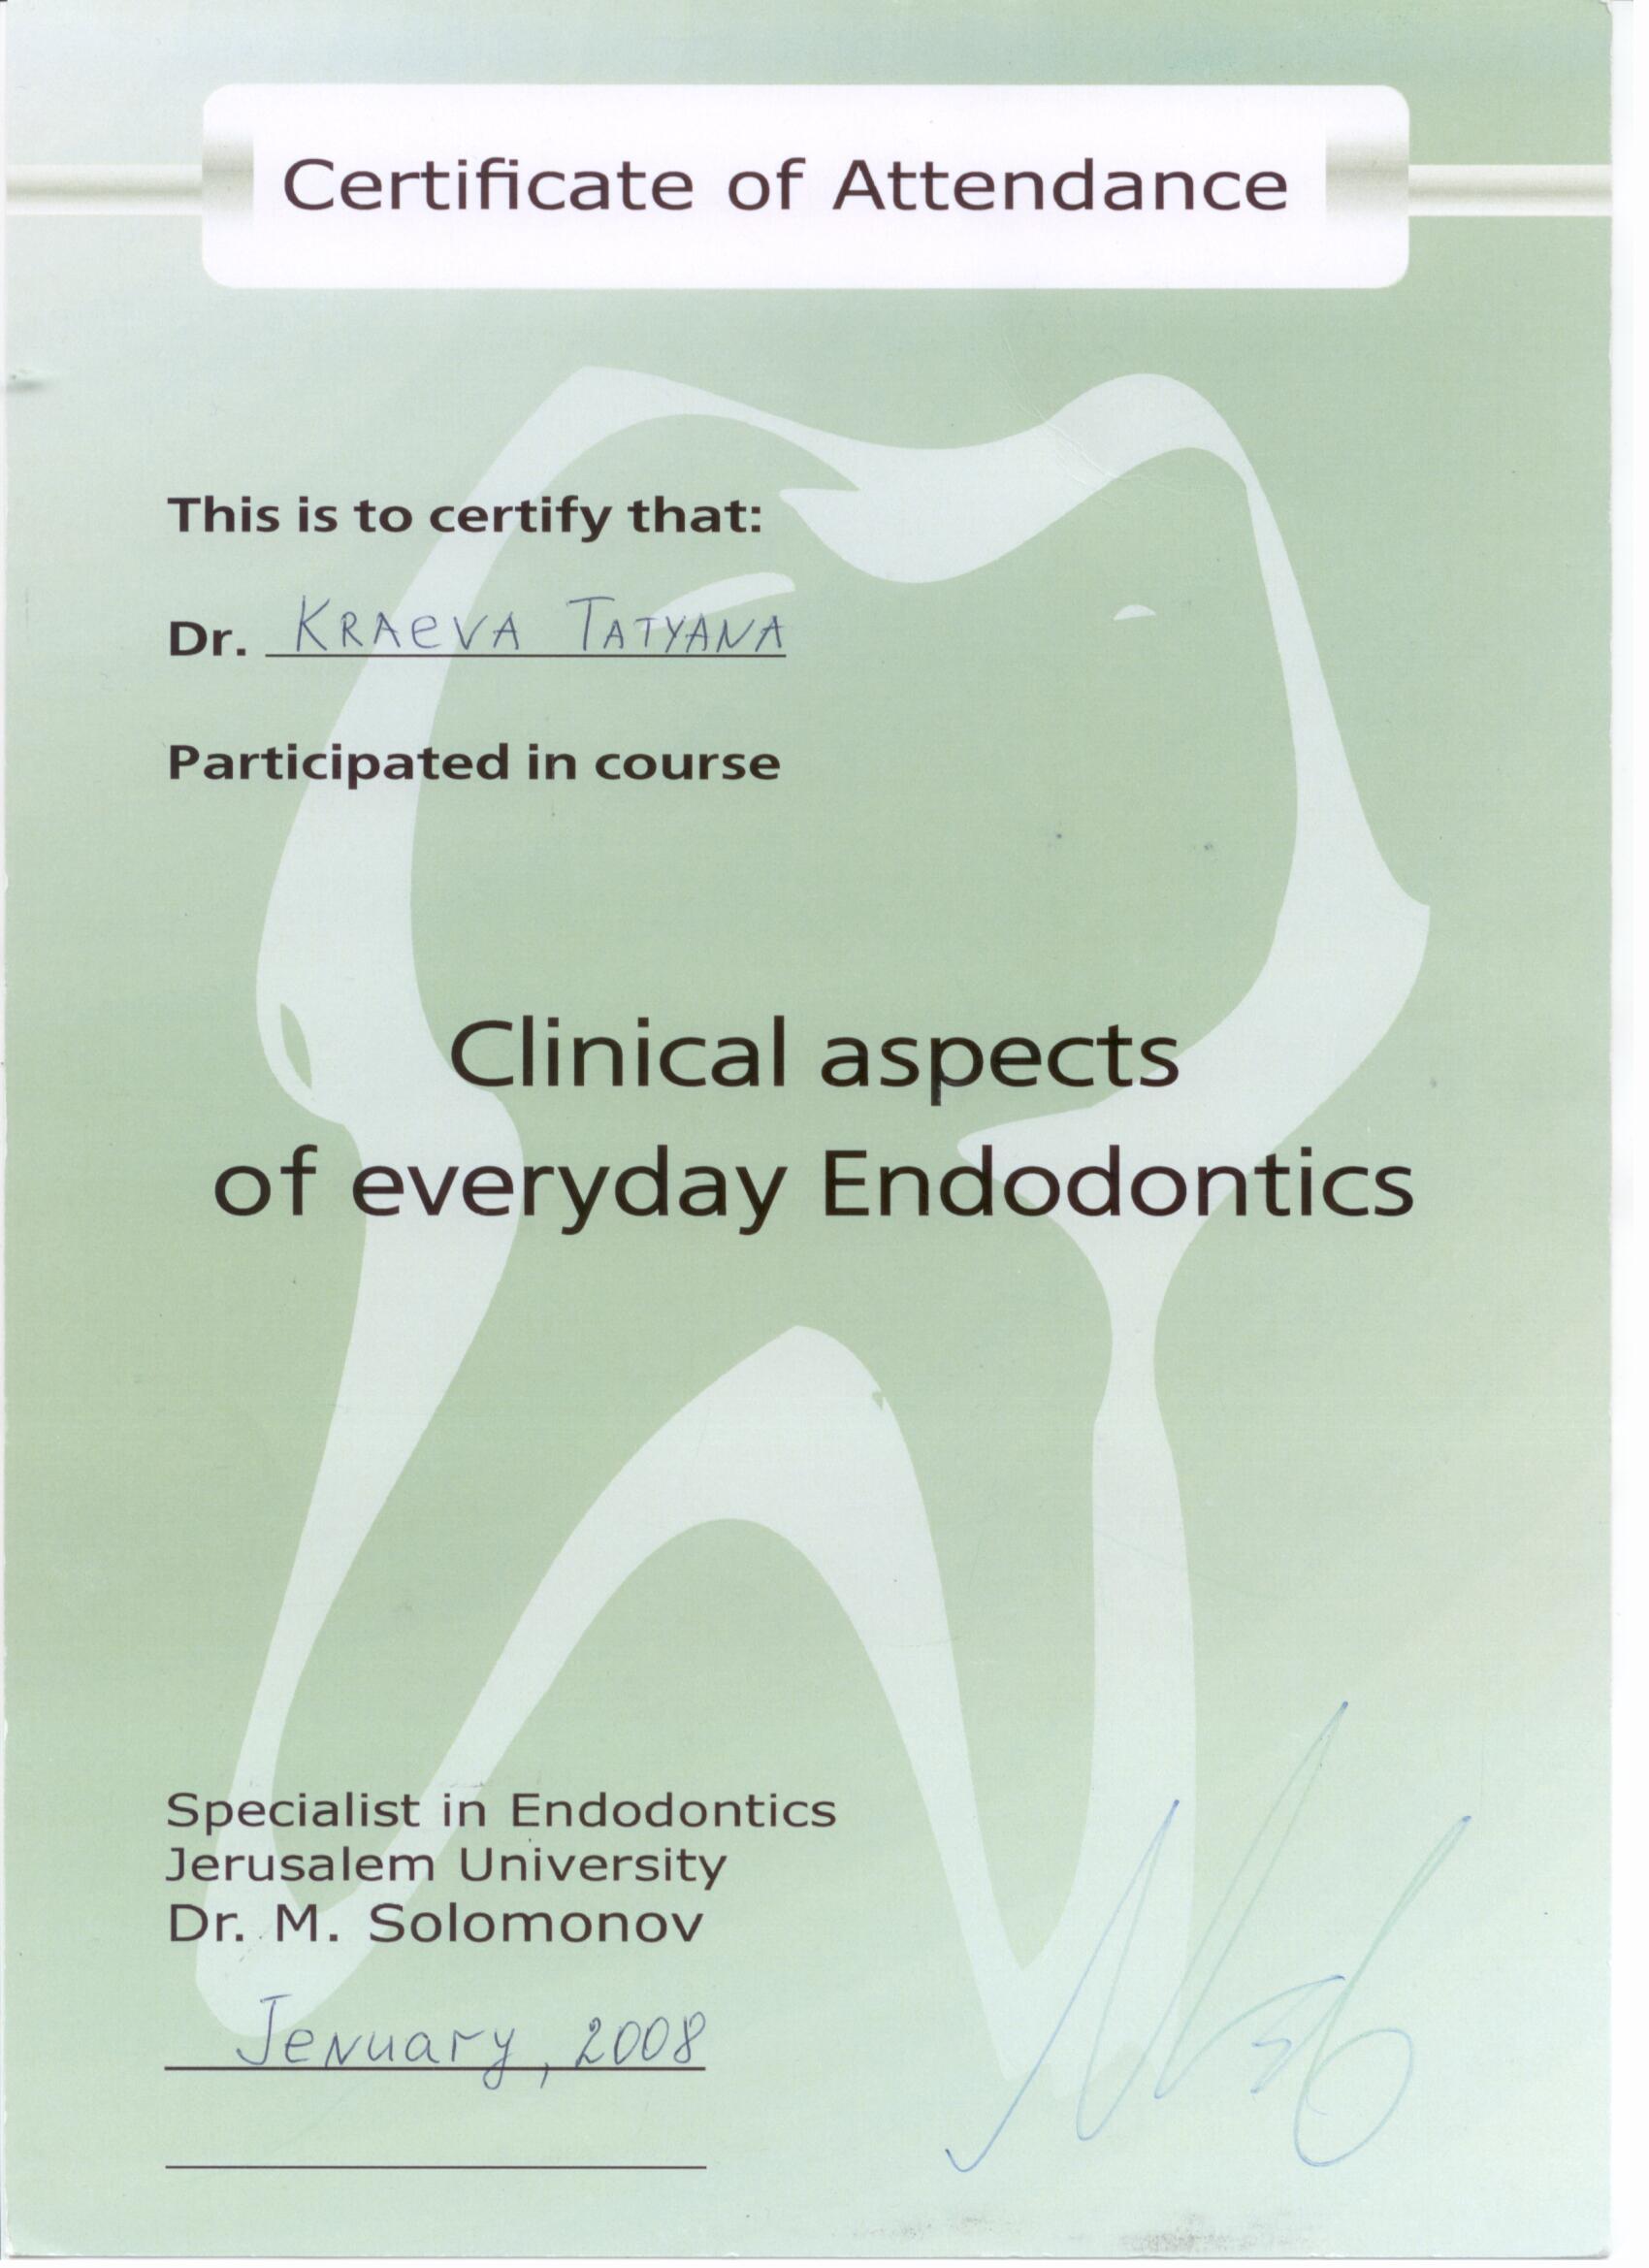 Certificate of Attendance
This is to certify that:
Dr. KRAeVA TATYANA
Participated in course
Clinical aspects
of everyday Endodontics
Specialist in Endodontics
Jerusalem University
Dr. M. Solomonov
Jenuary, 2008